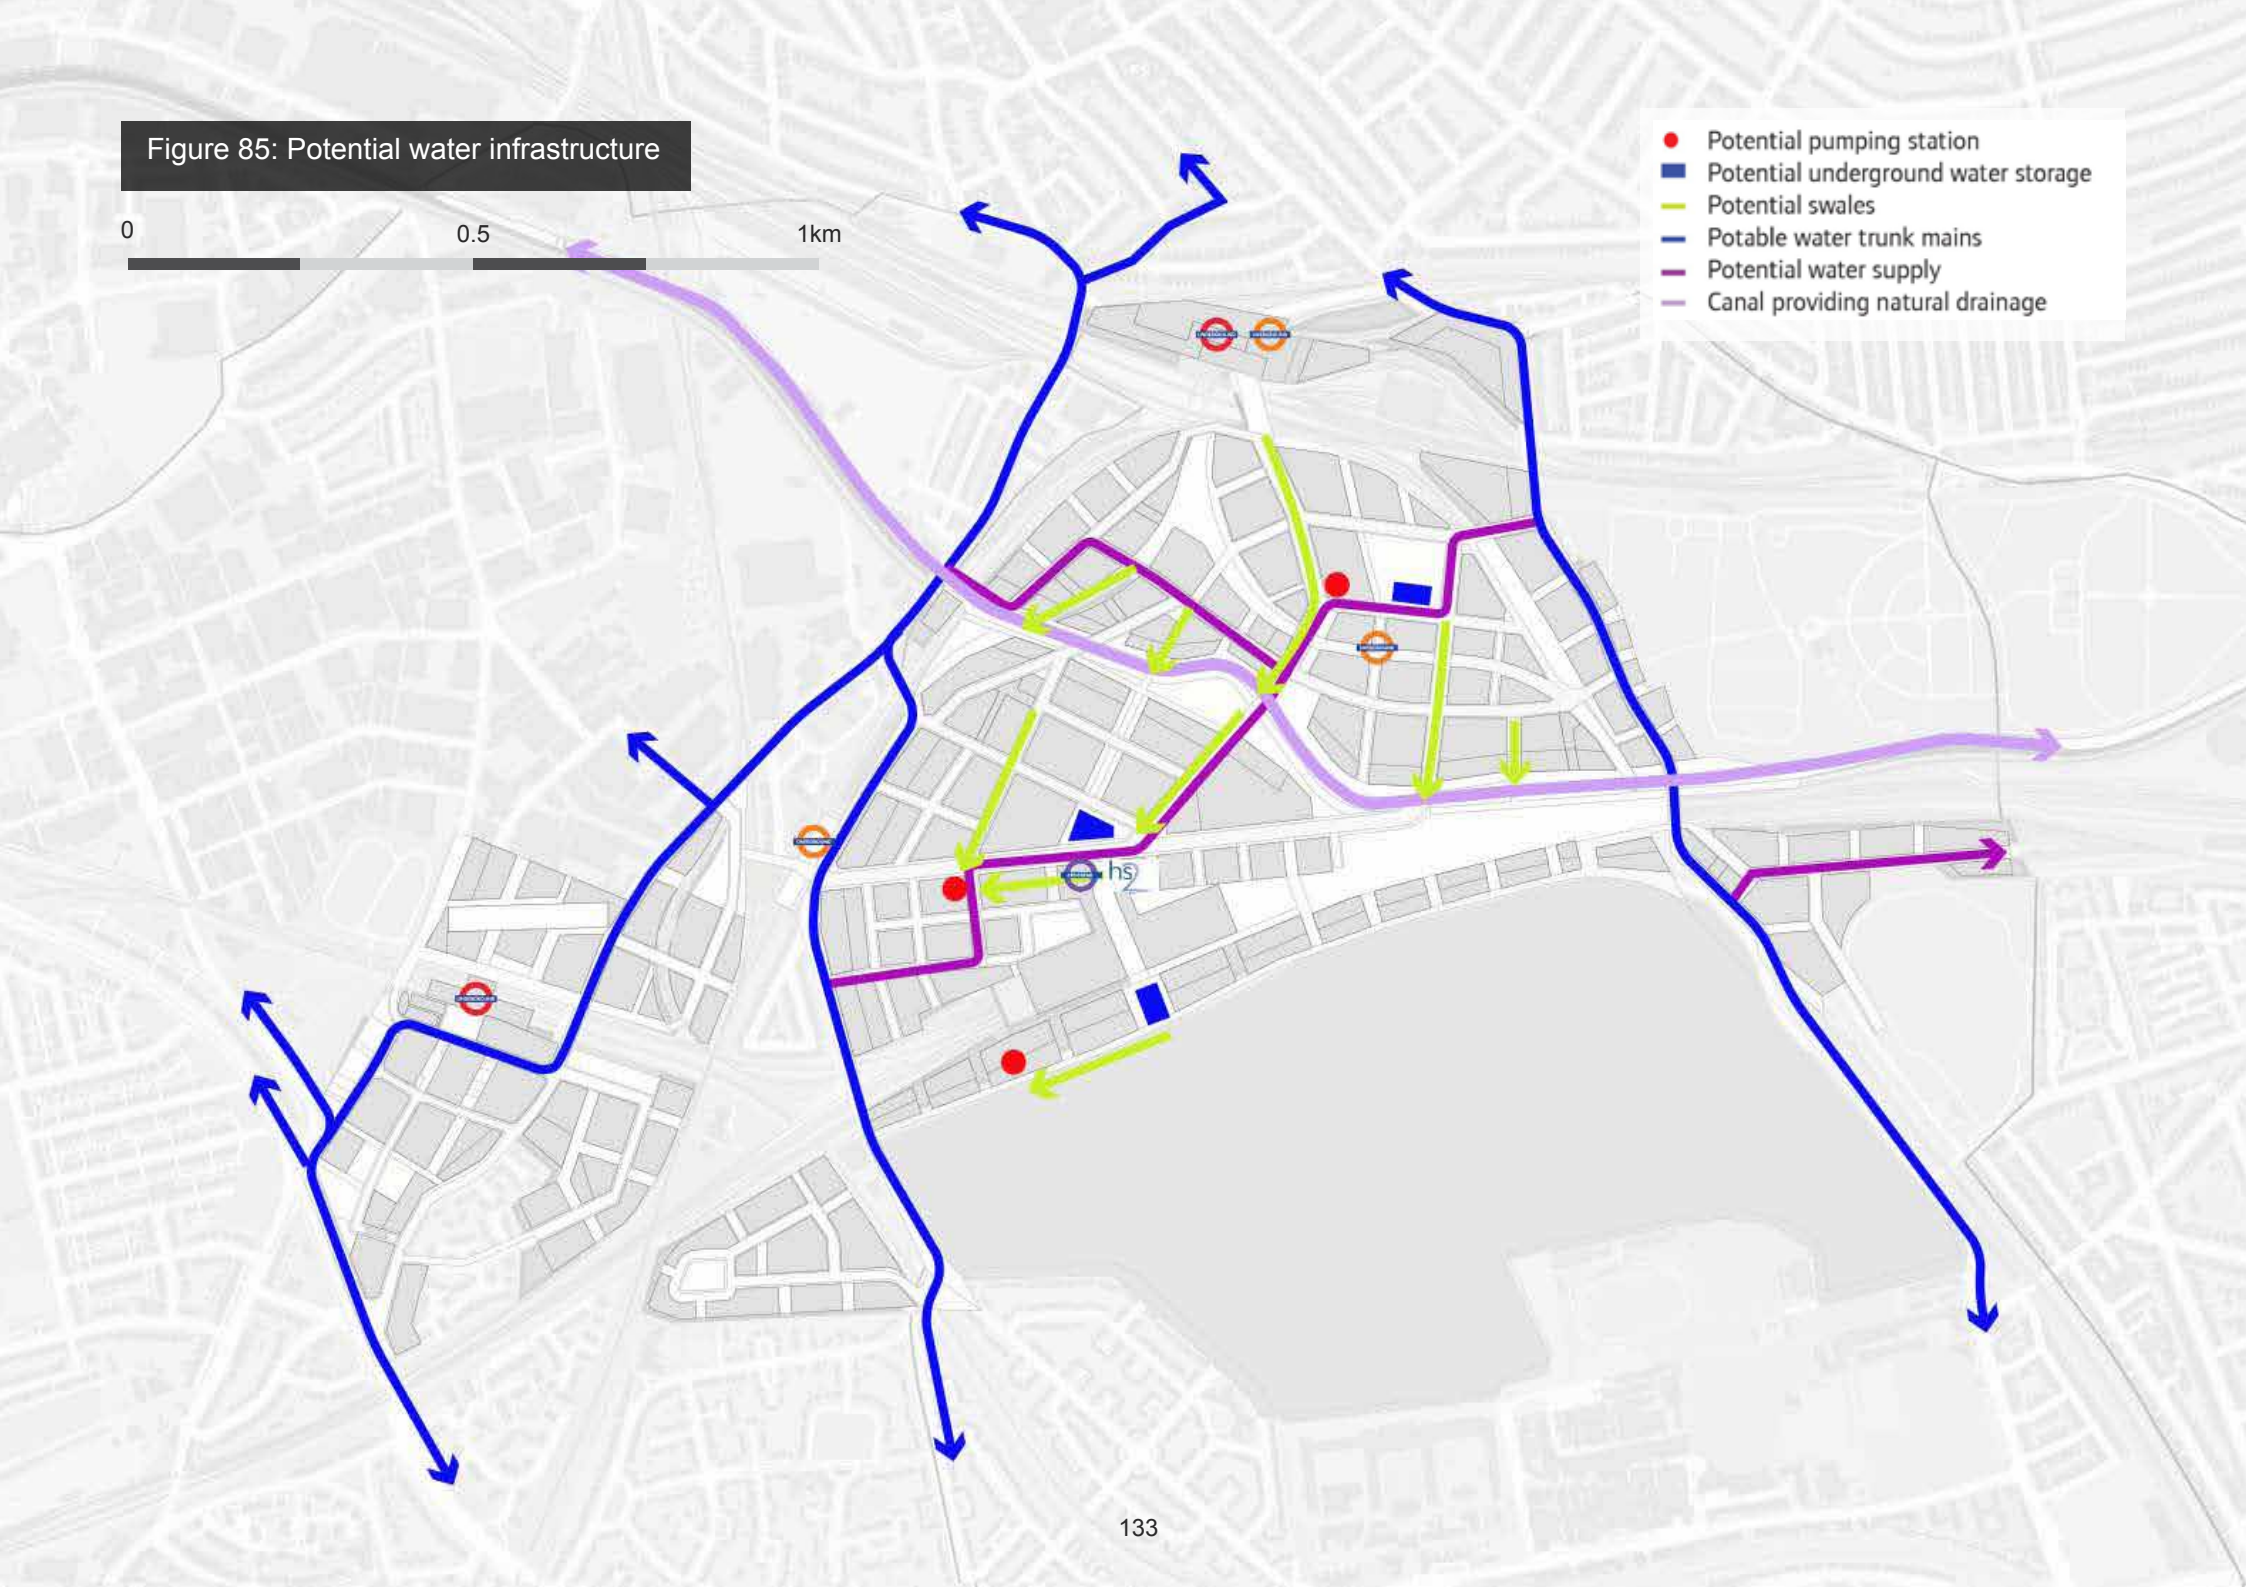 Figure 85: Potential water infrastructure
0 0.5 1km
Potential pumping station
Potential underground water storage
Potential swales
Potable water trunk mains
Potential water supply
Canal providing natural drainage
hs2
133